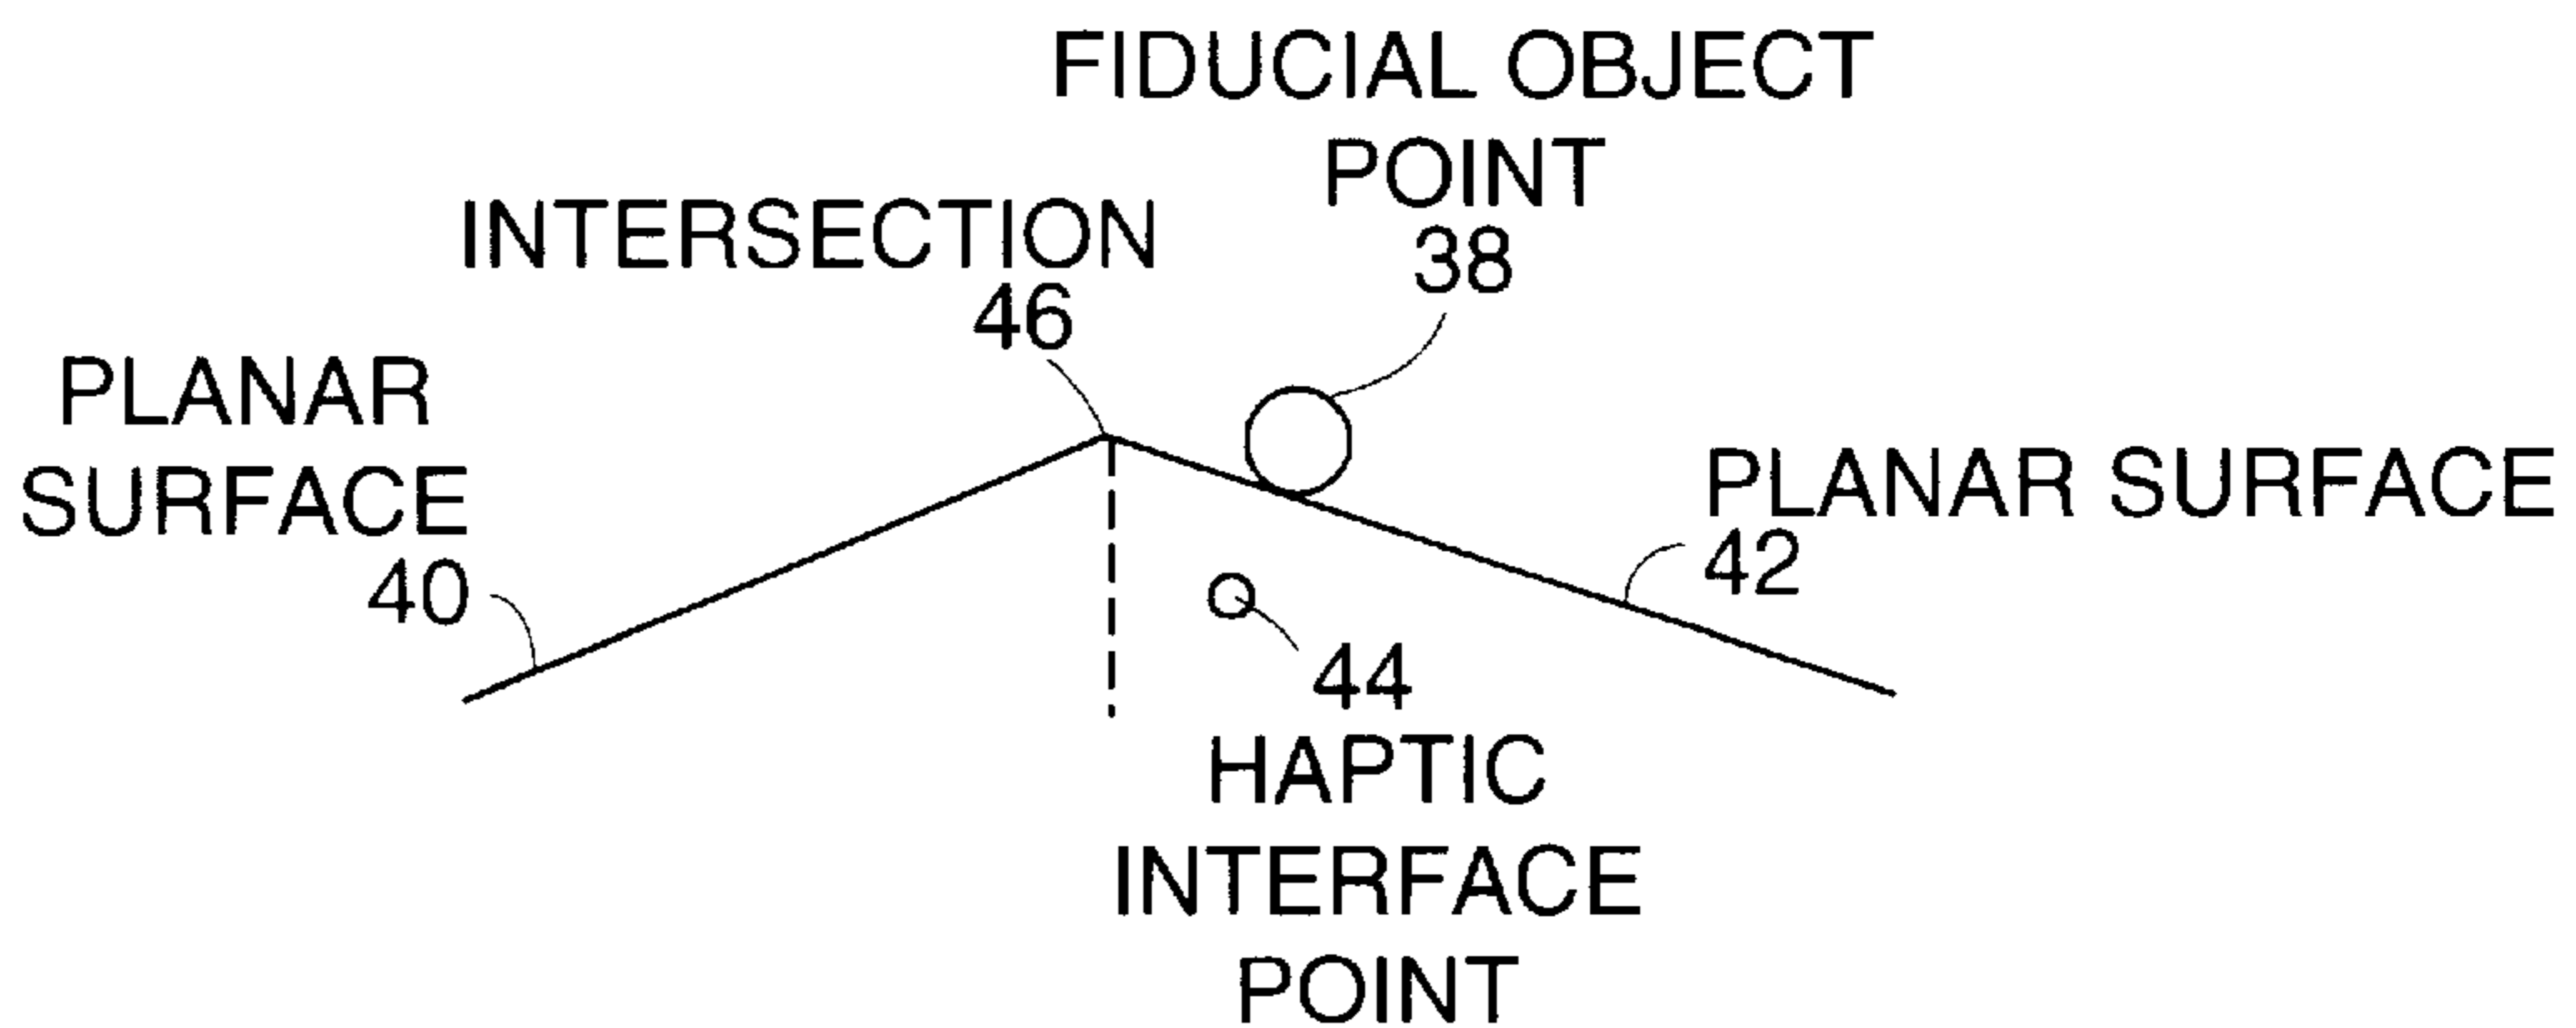 FIDUCIAL OBJECT
POINT
38
INTERSECTION
46
PLANAR
SURFACE
40
PLANAR SURFACE
42
44
HAPTIC
INTERFACE
POINT